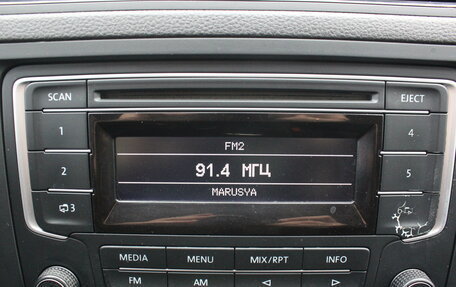 SCAN
EJECT
1
2
3
FM2
91.4 МГЦ
MARUSYA
4
5
MEDIA
MENU
MIX/RPT
INFO
FM
AM